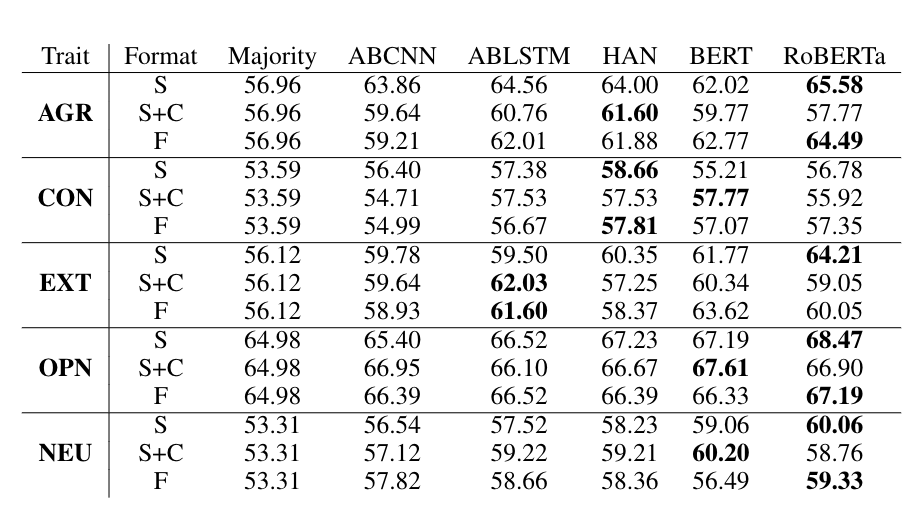 Trait Format Majority ABCNN ABLSTM HAN BERT RoBERTa
S 56.96 63.86 64.56 64.00 62.02 65.58
AGR S+C 56.96 59.64 60.76 61.60 59.77 57.77
F 56.96 59.21 62.01 61.88 62.77 64.49
S 53.59 56.40 57.38 58.66 55.21 56.78
CON S+C 53.59 54.71 57.53 57.53 57.77 55.92
F 53.59 54.99 56.67 57.81 57.07 57.35
S 56.12 59.78 59.50 60.35 61.77 64.21
EXT S+C 56.12 59.64 62.03 57.25 60.34 59.05
F 56.12 58.93 61.60 58.37 63.62 60.05
S 64.98 65.40 66.52 67.23 67.19 68.47
OPN S+C 64.98 66.95 66.10 66.67 67.61 66.90
F 64.98 66.39 66.52 66.39 66.33 67.19
S 53.31 56.54 57.52 58.23 59.06 60.06
NEU S+C 53.31 57.12 59.22 59.21 60.20 58.76
F 53.31 57.82 58.66 58.36 56.49 59.33